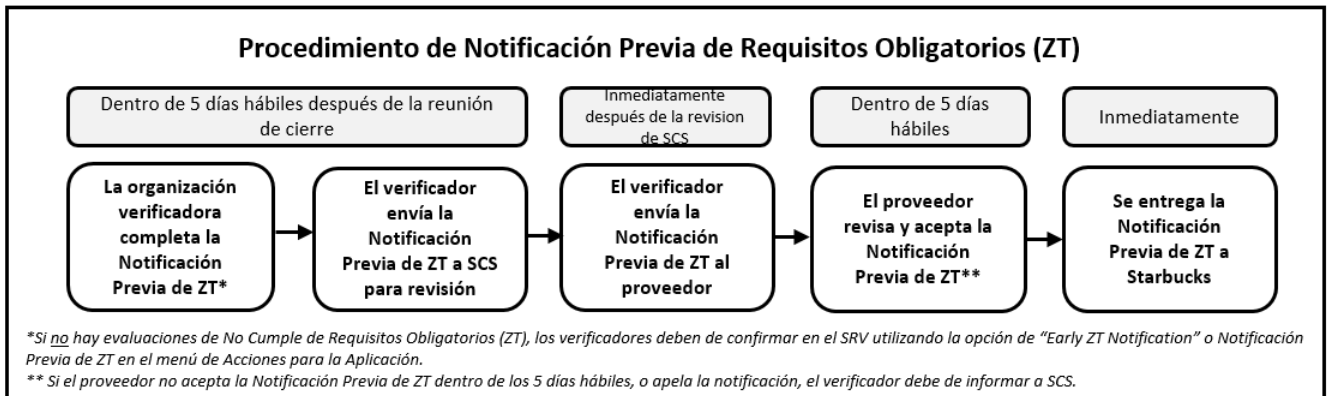 Procedimiento de Notificación Previa de Requisitos Obligatorios (ZT)
Dentro de 5 días hábiles después de la reunión
de cierre
Inmediatamente
después de la revision
de SCS
Dentro de 5 días
hábiles
Inmediatamente
La organización
verificadora
completa la
Notificación
Previa de ZT*
El verificador
envía la
Notificación
Previa de ZT a SCS
para revisión
El verificador
envía la
Notificación
Previa de ZT al
proveedor
El proveedor
revisa y acepta la
Notificación
Previa de ZT**
Se entrega la
Notificación
Previa de ZT a
Starbucks
*Si no hay evaluaciones de No Cumple de Requisitos Obligatorios (ZT), los verificadores deben de confirmar en el SRV utilizando la opción de “Early ZT Notification” o Notificación
Previa de ZT en el menú de Acciones para la Aplicación.
** Si el proveedor no acepta la Notificación Previa de ZT dentro de los 5 días hábiles, o apela la notificación, el verificador debe de informar a SCS.